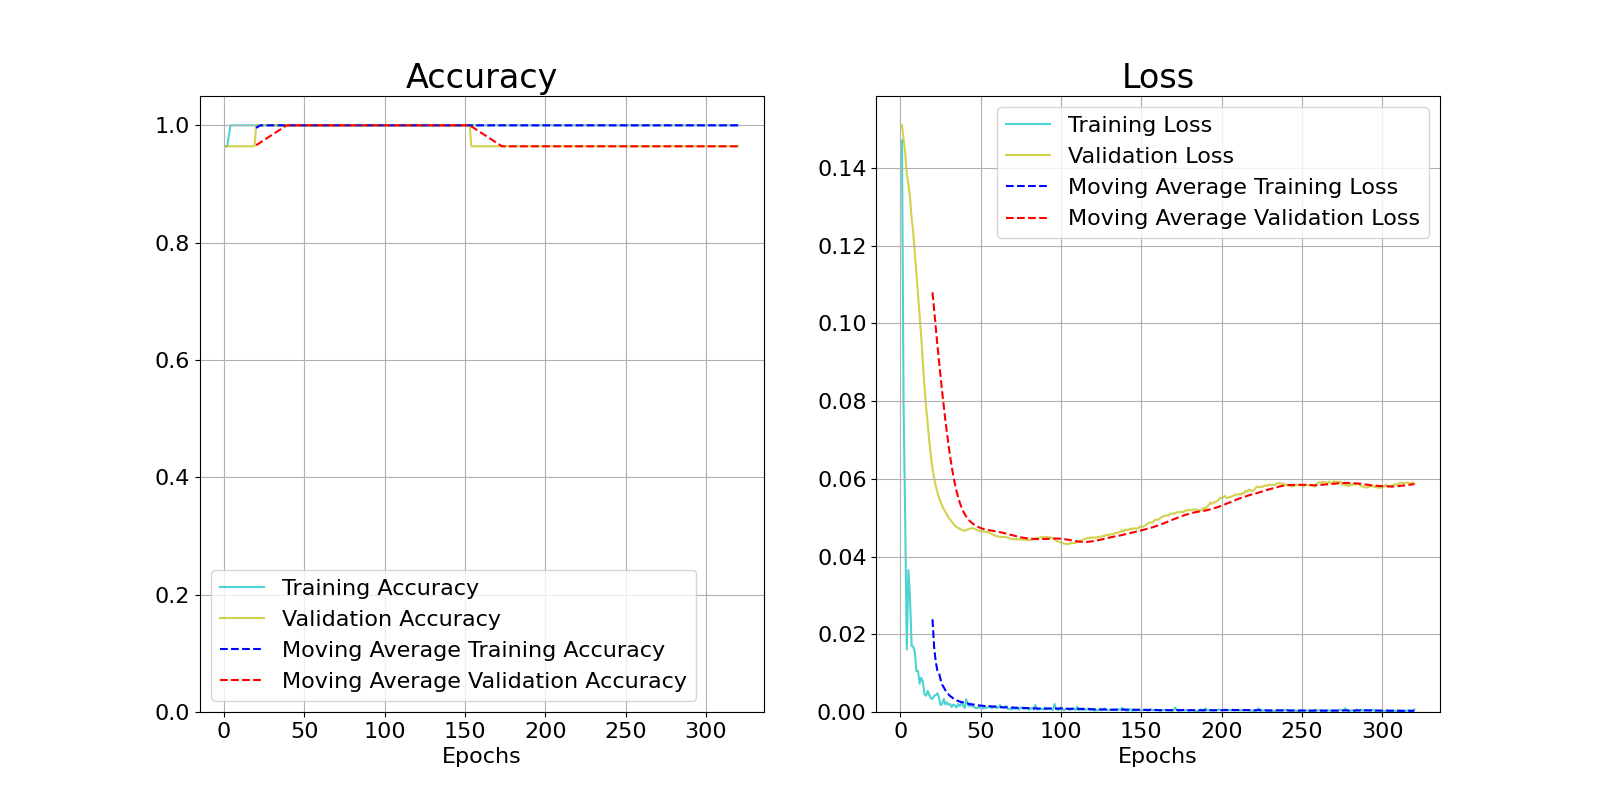 Accuracy
1.0
0.8
0.6
0.4
0.2
0.0
Training Accuracy
Validation Accuracy
Moving Average Training Accuracy
Moving Average Validation Accuracy
0 50 100 150 200 250 300
Epochs
Loss
0.14
0.12
0.10
0.08
0.06
0.04
0.02
0.00
Training Loss
Validation Loss
Moving Average Training Loss
Moving Average Validation Loss
0 50 100 150 200 250 300
Epochs